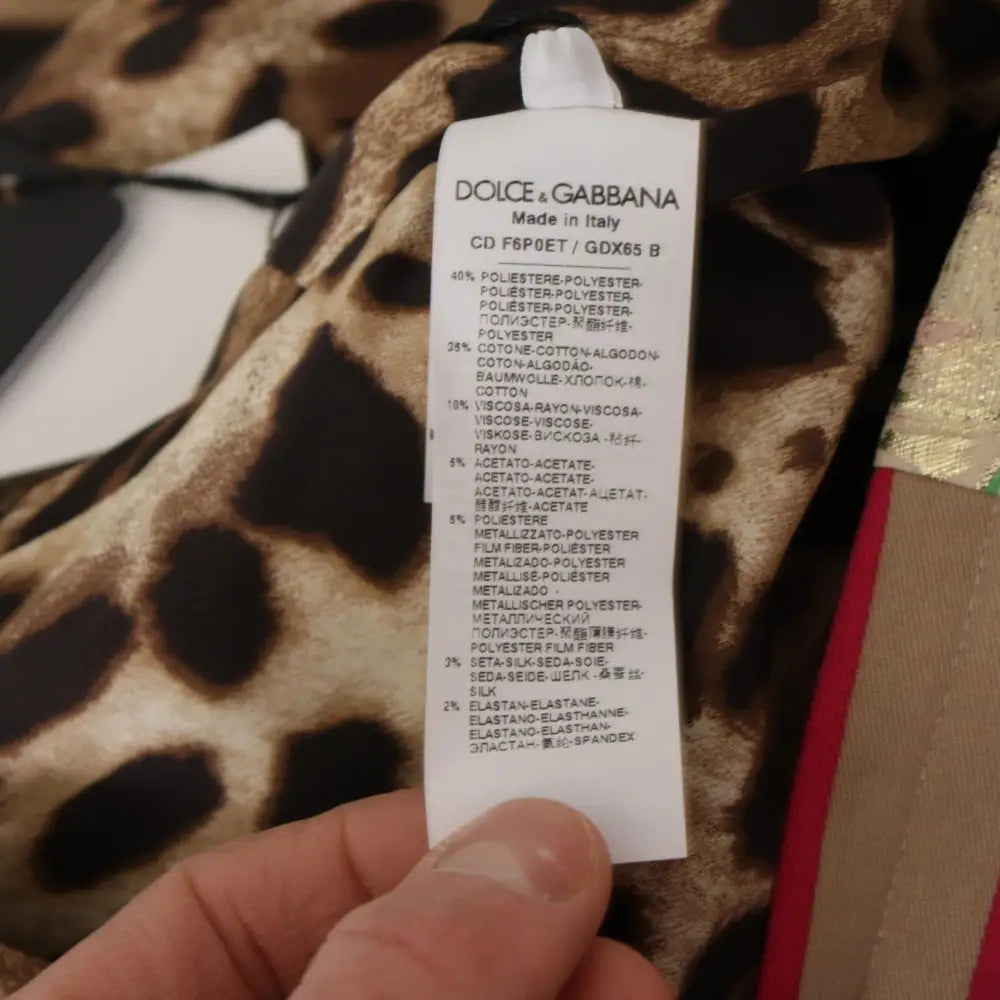 DOLCE & GABBANA
Made in Italy
CD F6P0ET / GDX65 B
40% POLIESTERE-POLYESTER-
POLIÉSTER-POLYESTER-
POLIÉSTER-POLYESTER-
ПОЛИЭСТЕР-聚酯纤维-
POLYESTER
35% COTONE-COTTON-ALGODON-
COTON-ALGODÃO-
BAUMWOLLE-ХЛОПОК-棉-
COTTON
10% VISCOSA-RAYON-VISCOSA-
VISCOSE-VISCOSE-
VISKOSE-ВИСКОЗА -粘纤-
RAYON
5% ACETATO-ACETATE-
ACETATO-ACETATE-
ACETATO-ACETAT-АЦЕТАТ-
醋酸纤维-ACETATE
5% POLIESTERE
METALLIZZATO-POLYESTER
FILM FIBER-POLIÉSTER
METALIZADO-POLYESTER
METALLISÉ-POLIÉSTER
METALIZADO -
METALLISCHER POLYESTER-
МЕТАЛЛИЧЕСКИЙ
ПОЛИЭСТЕР-聚酯薄膜纤维-
POLYESTER FILM FIBER
3% SETA-SILK-SEDA-SOIE-
SEDA-SEIDE-ШЕЛК -桑蚕丝-
SILK
2% ELASTAN-ELASTANE-
ELASTANO-ELASTHANNE-
ELASTANO-ELASTHAN-
ЭЛАСТАН-氨纶-SPANDEX